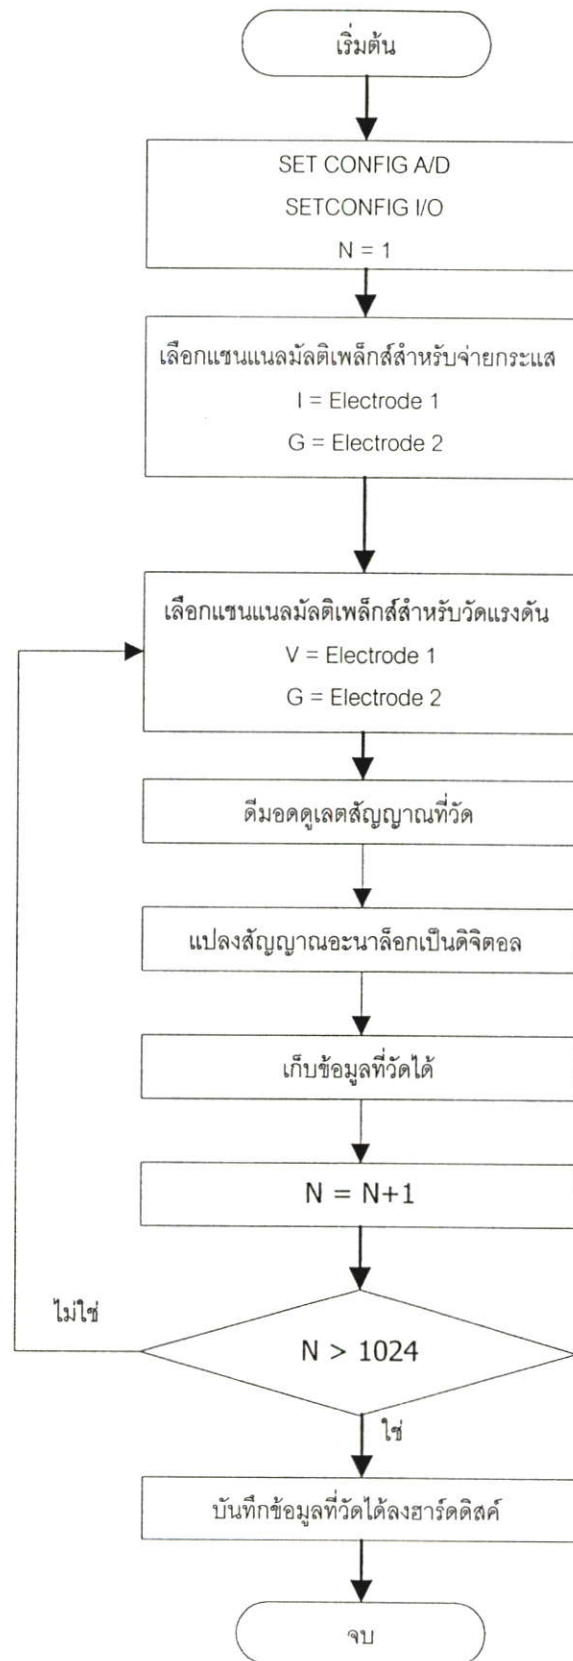 เริ่มต้น
SET CONFIG A/D
SETCONFIG I/O
N = 1
เลือกแชนแนลมัลติเพล็กส์สำหรับจ่ายกระแส
I = Electrode 1
G = Electrode 2
เลือกแชนแนลมัลติเพล็กส์สำหรับวัดแรงดัน
V = Electrode 1
G = Electrode 2
ดีมอดดูเลตสัญญาณที่วัด
แปลงสัญญาณอะนาล็อกเป็นดิจิตอล
เก็บข้อมูลที่วัดได้
N = N+1
ไม่ใช่
N > 1024
ใช่
บันทึกข้อมูลที่วัดได้ลงฮาร์ดดิสค์
จบ